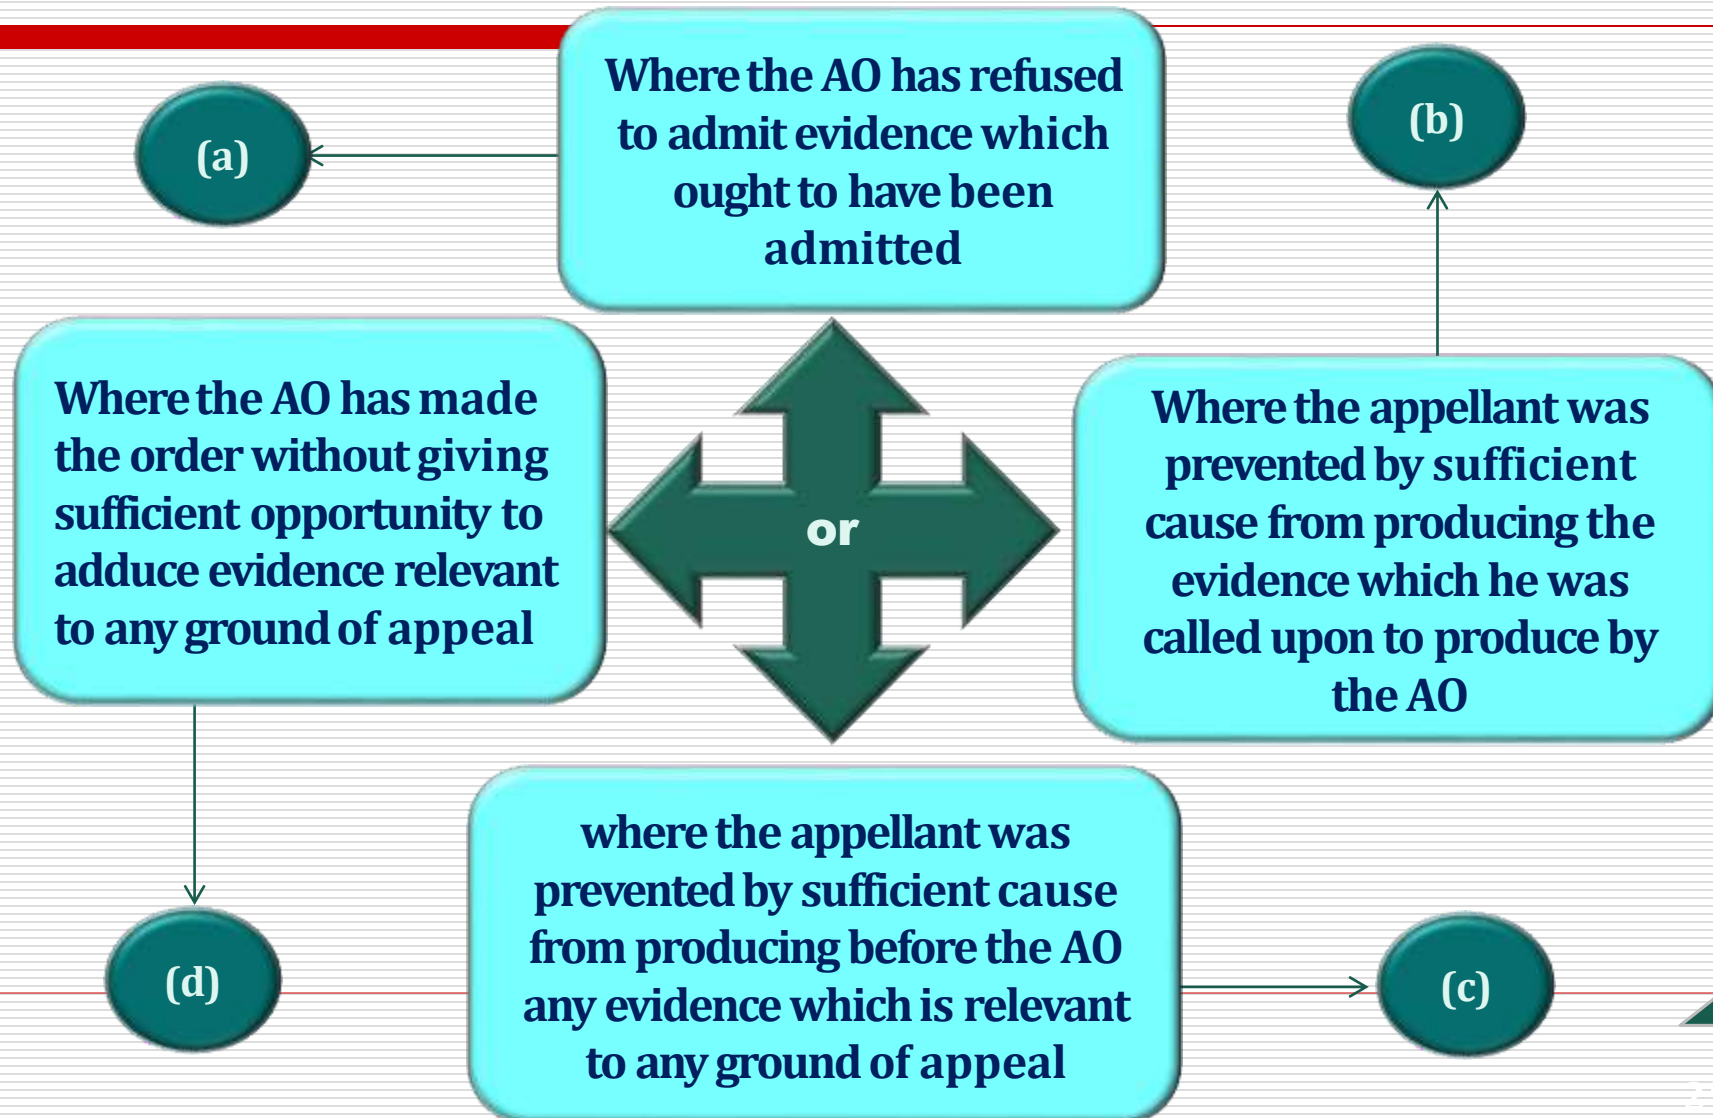 Where the AO has refused
to admit evidence which
ought to have been
admitted
(a)
(b)
Where the AO has made
the order without giving
sufficient opportunity to
adduce evidence relevant
to any ground of appeal
or
Where the appellant was
prevented by sufficient
cause from producing the
evidence which he was
called upon to produce by
the AO
where the appellant was
prevented by sufficient cause
from producing before the AO
any evidence which is relevant
to any ground of appeal
(d)
(c)